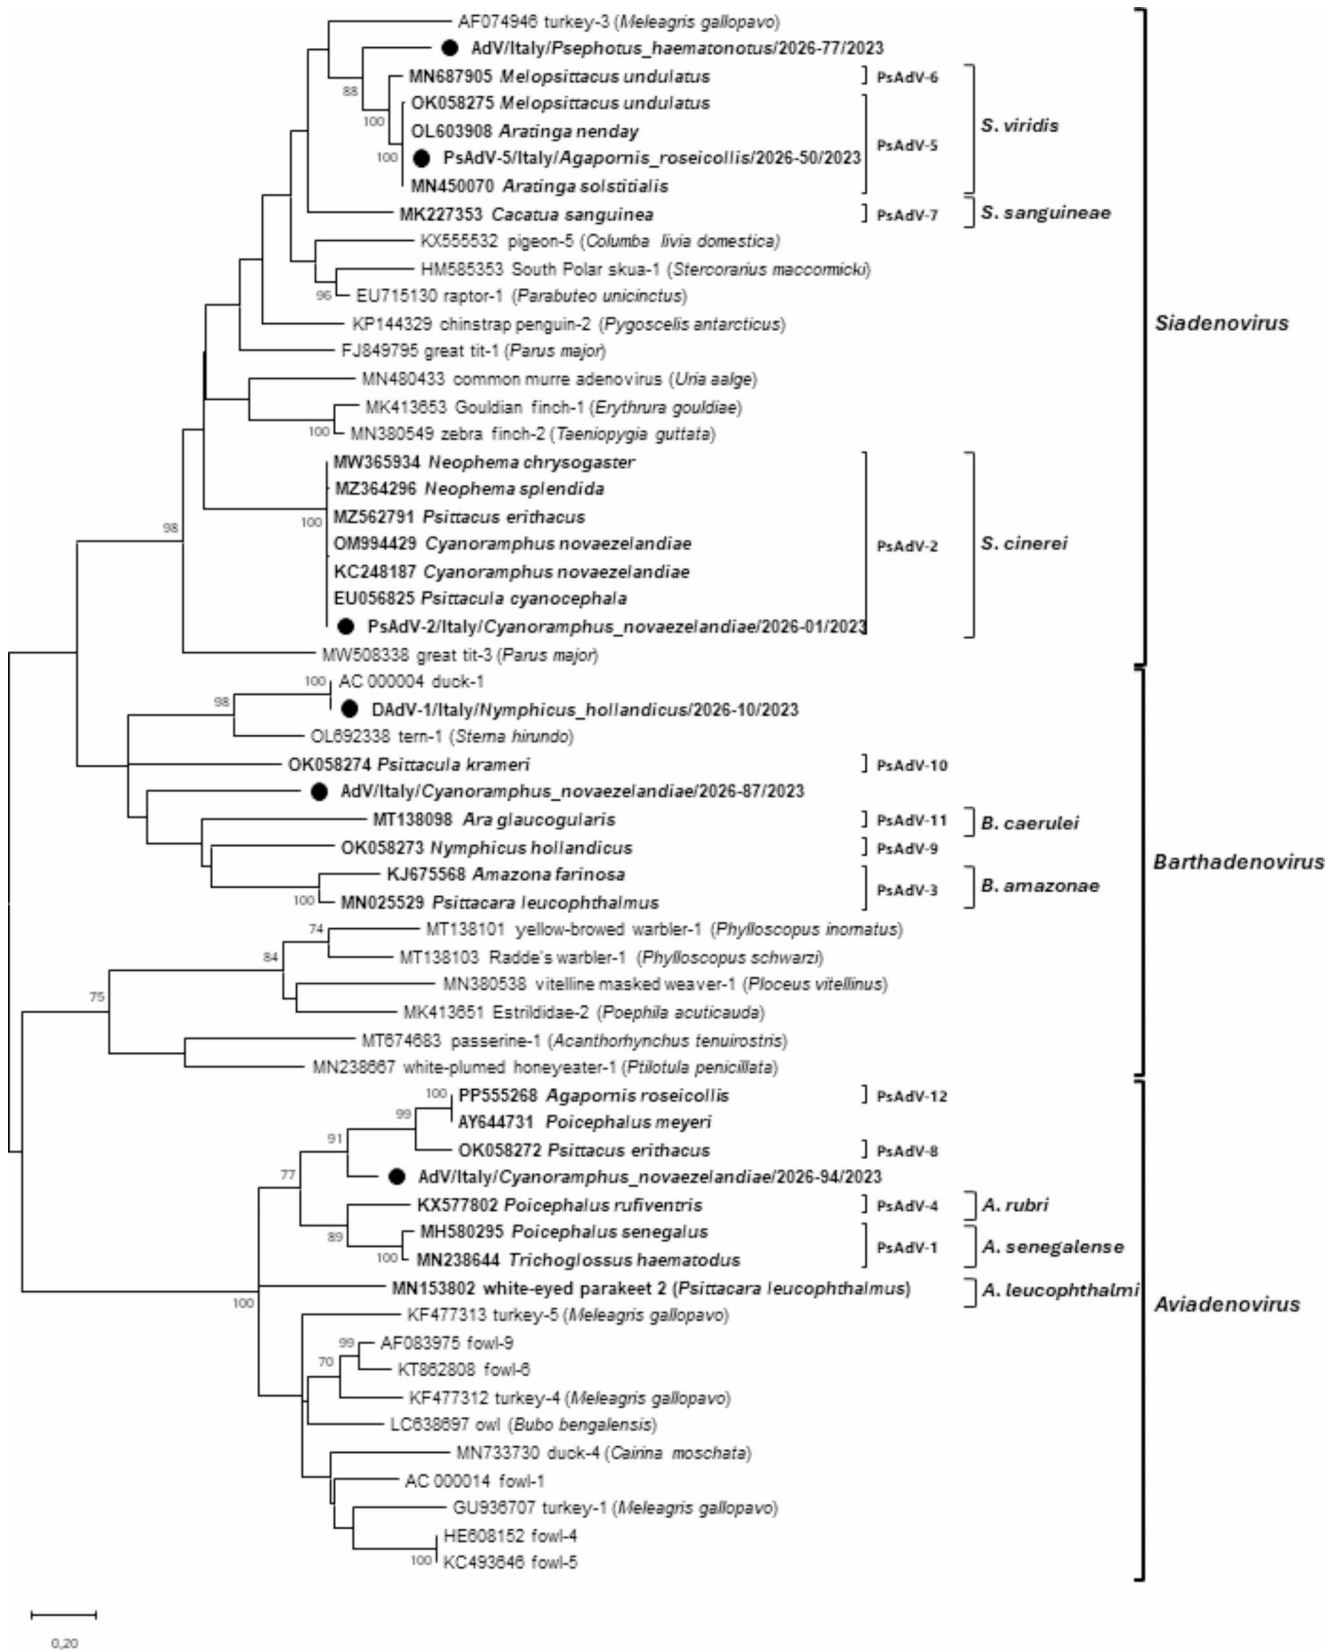 AF074946 turkey-3 (Meleagris gallopavo)
AdV/Italy/Psephotus_haematonotus/2026-77/2023
88
MN687905 Melopsittacus undulatus
PsAdV-6
OK058275 Melopsittacus undulatus
100
OL603908 Aratinga nenday
S. viridis
PsAdV-5
100
PsAdV-5/Italy/Agapornis_roseicollis/2026-50/2023
MN450070 Aratinga solstitialis
MK227353 Cacatua sanguinea
PsAdV-7
S. sanguineae
KX555532 pigeon-5 (Columba livia domestica)
HM585353 South Polar skua-1 (Stercorarius maccormicki)
96
EU715130 raptor-1 (Parabuteo unicinctus)
KP144329 chinstrap penguin-2 (Pygoscelis antarcticus)
Siadenovirus
FJ849795 great tit-1 (Parus major)
MN480433 common murre adenovirus (Uria aalge)
MK413653 Gouldian finch-1 (Erythrura gouldiae)
100
MN380549 zebra finch-2 (Taeniopygia guttata)
MW365934 Neophema chrysogaster
MZ364296 Neophema splendida
MZ562791 Psittacus erithacus
100
98
OM994429 Cyanoramphus novaezelandiae
PsAdV-2
S. cinerei
KC248187 Cyanoramphus novaezelandiae
EU056825 Psittacula cyanocephala
PsAdV-2/Italy/Cyanoramphus_novaezelandiae/2026-01/2023
MW508338 great tit-3 (Parus major)
100
AC 000004 duck-1
98
DAdV-1/Italy/Nymphicus_hollandicus/2026-10/2023
OL692338 tern-1 (Sterna hirundo)
OK058274 Psittacula krameri
PsAdV-10
AdV/Italy/Cyanoramphus_novaezelandiae/2026-87/2023
MT138098 Ara glaucogularis
PsAdV-11
B. caerulei
OK058273 Nymphicus hollandicus
PsAdV-9
Barthadenovirus
KJ675568 Amazona farinosa
PsAdV-3
B. amazonae
100
MN025529 Psittacara leucophthalmus
74
MT138101 yellow-browed warbler-1 (Phylloscopus inornatus)
84
MT138103 Radde's warbler-1 (Phylloscopus schwarzi)
MN380538 vitelline masked weaver-1 (Ploceus vitellinus)
75
MK413651 Estrildidae-2 (Poephila acuticauda)
MT674683 passerine-1 (Acanthorhynchus tenuirostris)
MN238667 white-plumed honeyeater-1 (Ptilotula penicillata)
100
PP555268 Agapornis roseicollis
PsAdV-12
99
AY644731 Poicephalus meyeri
91
OK058272 Psittacus erithacus
PsAdV-8
77
AdV/Italy/Cyanoramphus_novaezelandiae/2026-94/2023
KX577802 Poicephalus rufiventris
PsAdV-4
A. rubri
89
MH580295 Poicephalus senegalus
PsAdV-1
A. senegalense
100
MN238644 Trichoglossus haematodus
MN153802 white-eyed parakeet 2 (Psittacara leucophthalmus)
A. leucophthalmi
100
Aviadenovirus
KF477313 turkey-5 (Meleagris gallopavo)
99
AF083975 fowl-9
70
KT862808 fowl-6
KF477312 turkey-4 (Meleagris gallopavo)
LC638697 owl (Bubo bengalensis)
MN733730 duck-4 (Cairina moschata)
AC 000014 fowl-1
GU936707 turkey-1 (Meleagris gallopavo)
HE608152 fowl-4
100
KC493646 fowl-5
0,20